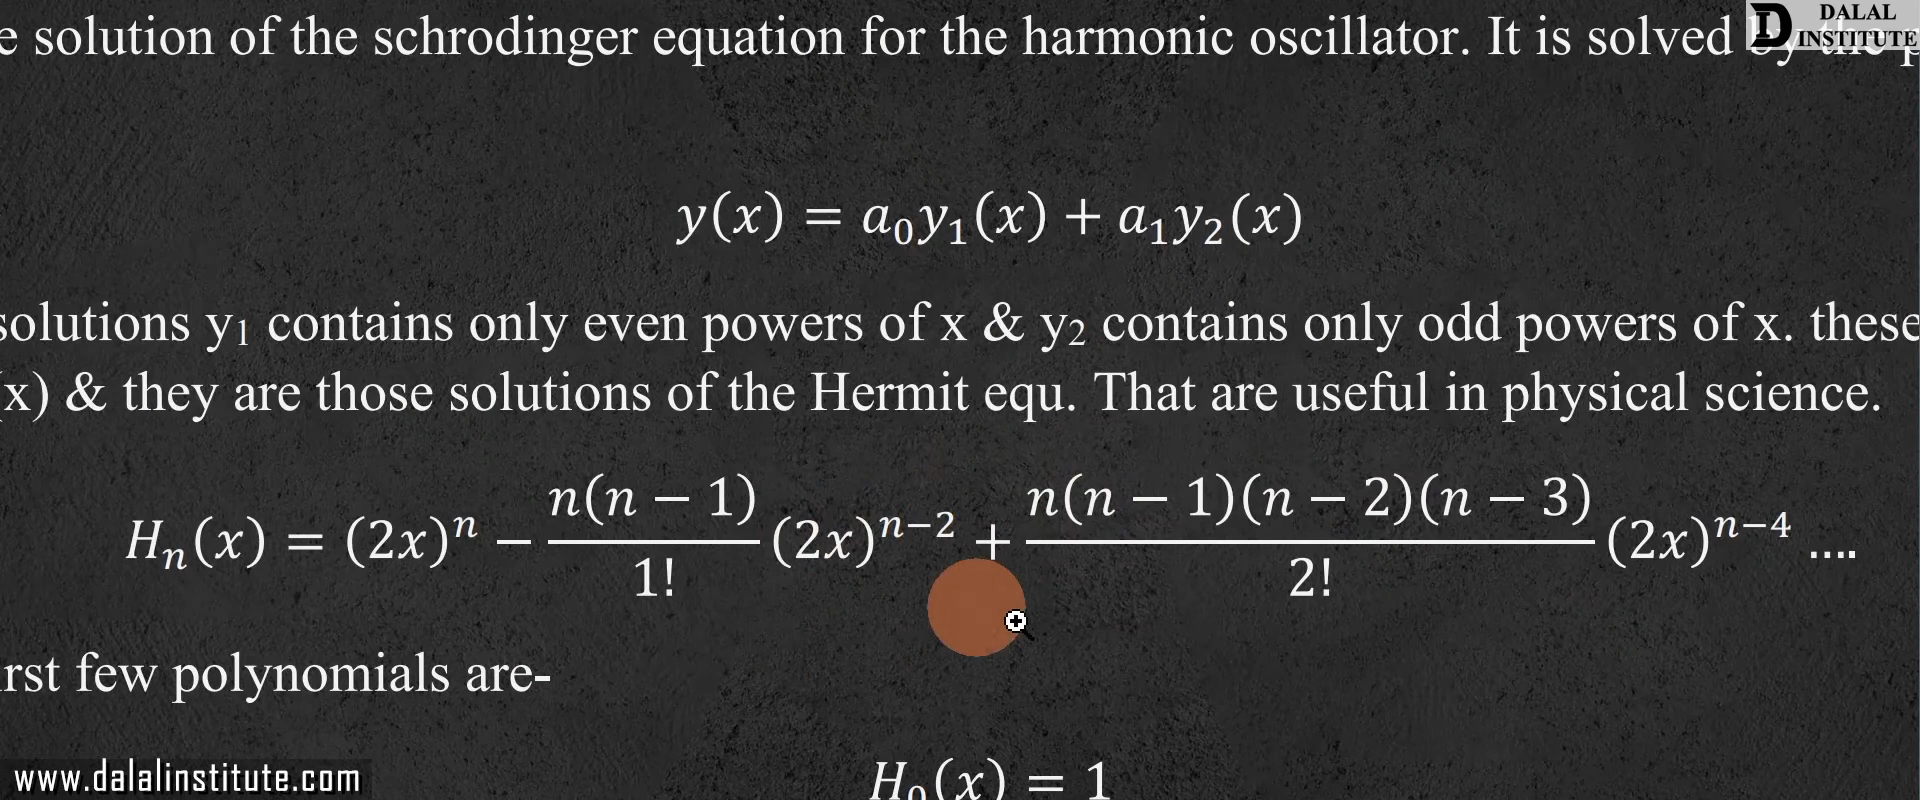 e solution of the schrodinger equation for the harmonic oscillator. It is solved by the p
DALAL
INSTITUTE
y(x) = a₀y₁(x) + a₁y₂(x)
solutions y₁ contains only even powers of x & y₂ contains only odd powers of x. these
(x) & they are those solutions of the Hermit equ. That are useful in physical science.
Hₙ(x) = (2x)ⁿ − n(n − 1)/1! (2x)ⁿ⁻² + n(n − 1)(n − 2)(n − 3)/2! (2x)ⁿ⁻⁴ ....
rst few polynomials are-
H₀(x) = 1
www.dalalinstitute.com